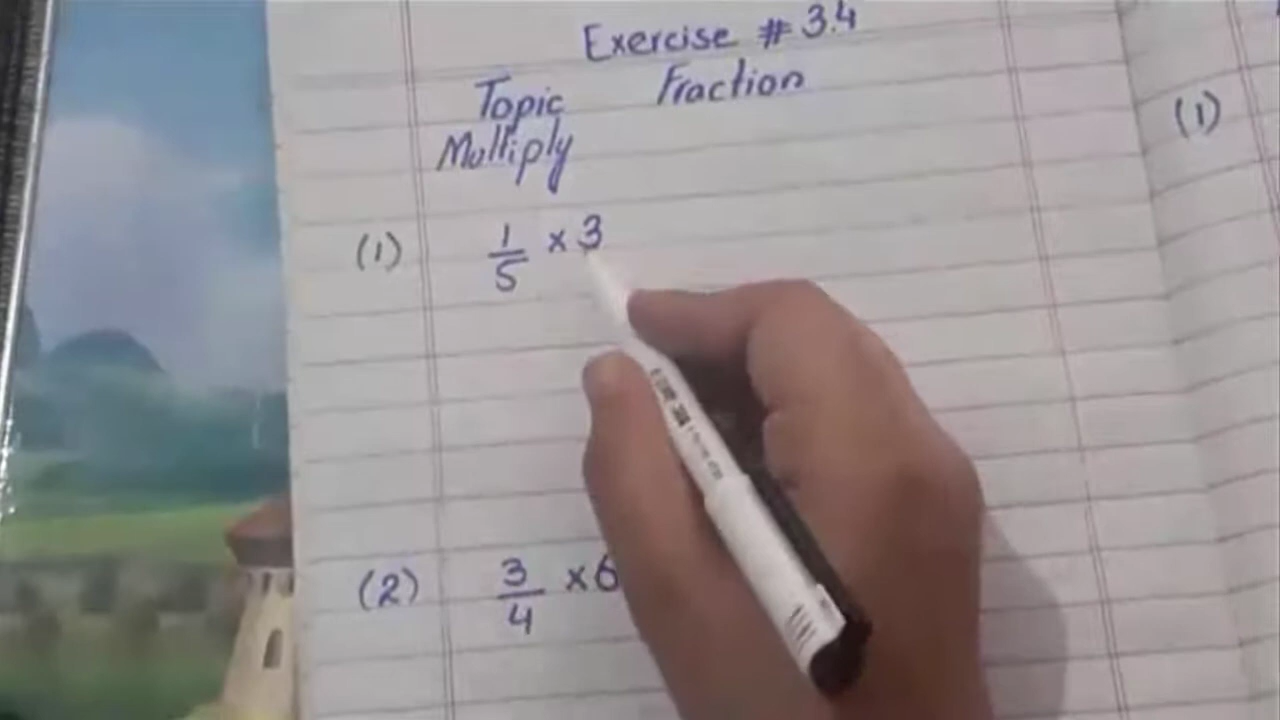 Exercise # 3.4
Topic Fraction
Multiply
(1) 1/5 × 3
(2) 3/4 × 6
(1)